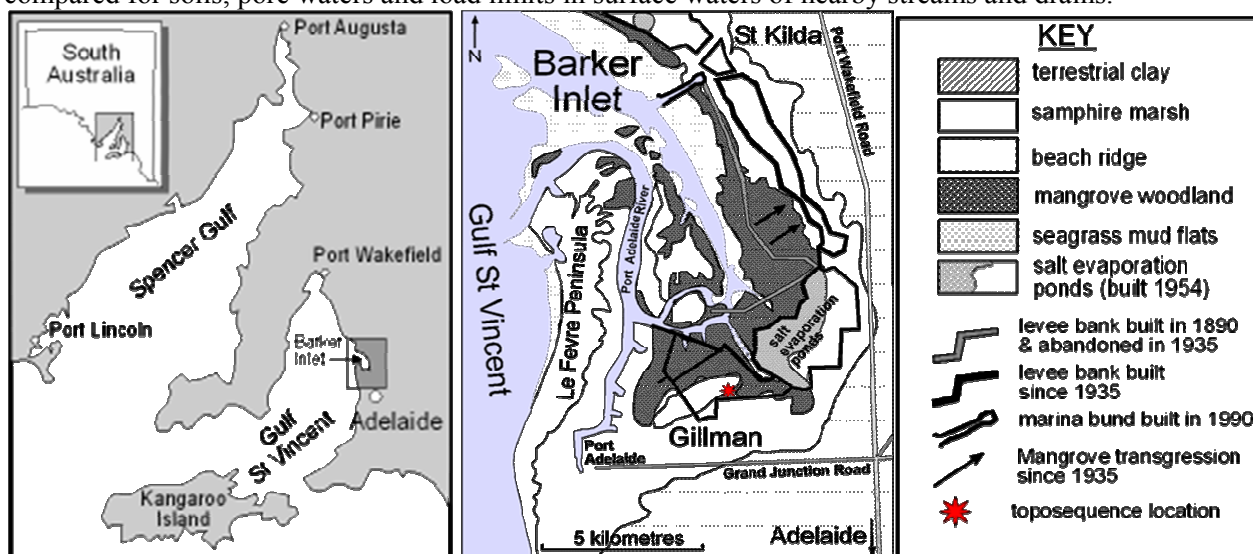 compared for soils, pore waters and load limits in surface waters of nearby streams and drains.
South
Australia
Port Augusta
Port Pirie
Spencer Gulf
Port Wakefield
Port Lincoln
Barker
Inlet
Adelaide
Gulf
St Vincent
Kangaroo
Island
N
St Kilda
Barker
Inlet
Port Wakefield Road
Gulf St Vincent
Le Fevre Peninsula
Port Adelaide River
salt
evaporation
ponds
Gillman
Port
Adelaide
Grand Junction Road
5 kilometres
Adelaide
KEY
terrestrial clay
samphire marsh
beach ridge
mangrove woodland
seagrass mud flats
salt evaporation
ponds (built 1954)
levee bank built in 1890
& abandoned in 1935
levee bank built
since 1935
marina bund built in 1990
Mangrove transgression
since 1935
toposequence location